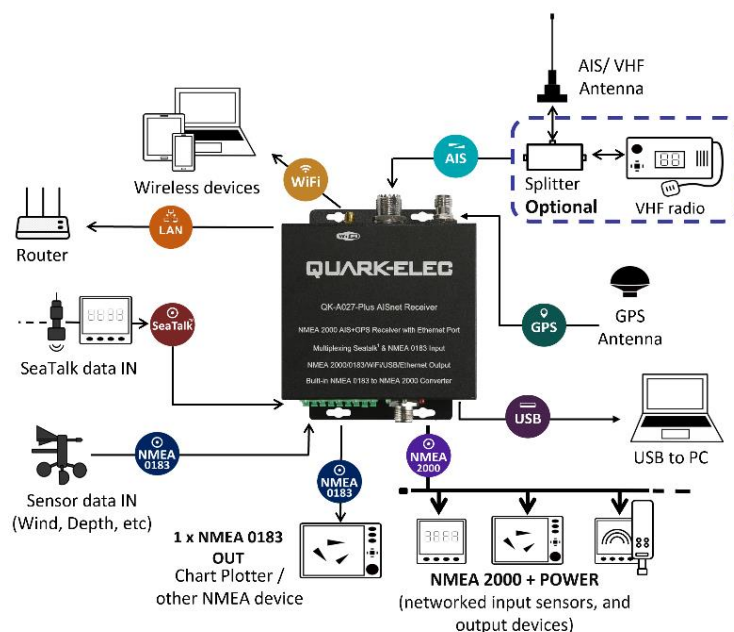 AIS/ VHF
Antenna
AIS
Splitter
Optional
VHF radio
Wireless devices
WiFi
LAN
Router
WiFi
QUARK-ELEC
QK-A027-Plus AISnet Receiver
NMEA 2000 AIS+GPS Receiver with Ethernet Port
Multiplexing Seatalk¹ & NMEA 0183 Input
NMEA 2000/0183/WiFi/USB/Ethernet Output
Built-in NMEA 0183 to NMEA 2000 Converter
SeaTalk¹
SeaTalk data IN
GPS
GPS
Antenna
NMEA
0183
Sensor data IN
(Wind, Depth, etc)
NMEA
0183
NMEA
2000
USB
USB to PC
1 x NMEA 0183
OUT
Chart Plotter /
other NMEA device
NMEA 2000 + POWER
(networked input sensors, and
output devices)